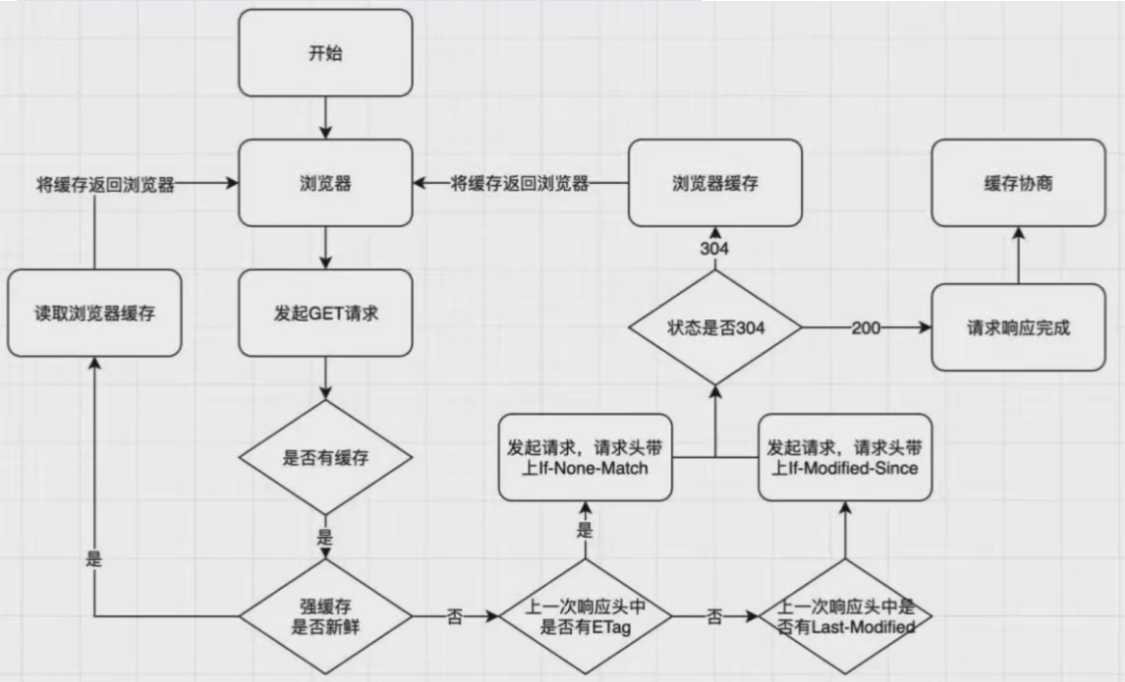 开始
将缓存返回浏览器
浏览器
将缓存返回浏览器
浏览器缓存
缓存协商
304
读取浏览器缓存
发起GET请求
状态是否304
200
请求响应完成
是否有缓存
发起请求，请求头带
上If-None-Match
发起请求，请求头带
上If-Modified-Since
是
是
是
强缓存
是否新鲜
否
上一次响应头中
是否有ETag
否
上一次响应头中是
否有Last-Modified